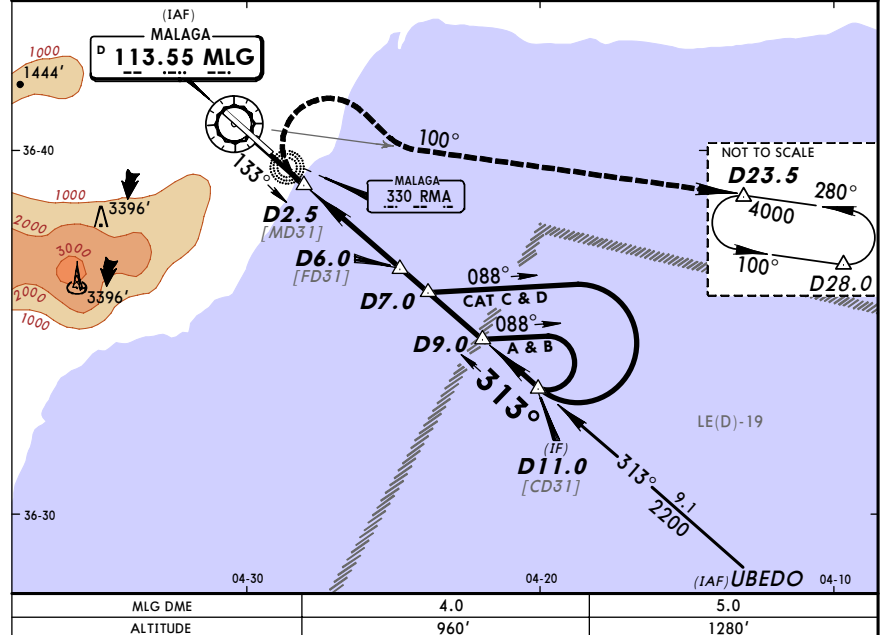 (IAF)
MALAGA
D 113.55 MLG
1000
1444'
36-40
133°
100°
MALAGA
330 RMA
NOT TO SCALE
D23.5
280°
4000
100°
D28.0
1000
3396'
2000
3000
3396'
2000
1000
D2.5
[MD31]
D6.0
[FD31]
D7.0
088°
CAT C & D
D9.0
088°
A & B
313°
LE(D)-19
(IF)
D11.0
[CD31]
313°
9.1
2200
36-30
04-30
04-20
04-10
(IAF) UBEDO
MLG DME 4.0 5.0
ALTITUDE 960' 1280'